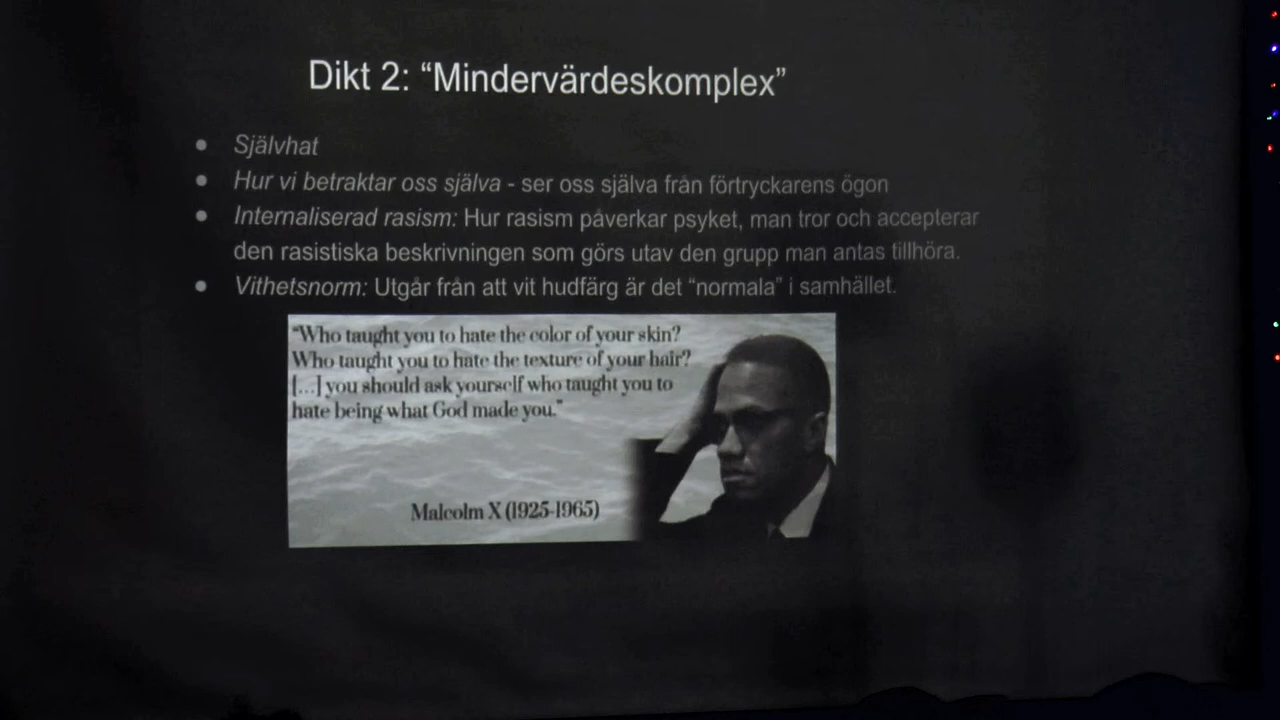 Dikt 2: “Mindervärdeskomplex”
● Självhat
● Hur vi betraktar oss själva - ser oss själva från förtryckarens ögon
● Internaliserad rasism: Hur rasism påverkar psyket, man tror och accepterar
den rasistiska beskrivningen som görs utav den grupp man antas tillhöra.
● Vithetsnorm: Utgår från att vit hudfärg är det “normala” i samhället.
“Who taught you to hate the color of your skin?
Who taught you to hate the texture of your hair?
[...] you should ask yourself who taught you to
hate being what God made you.”
Malcolm X (1925-1965)